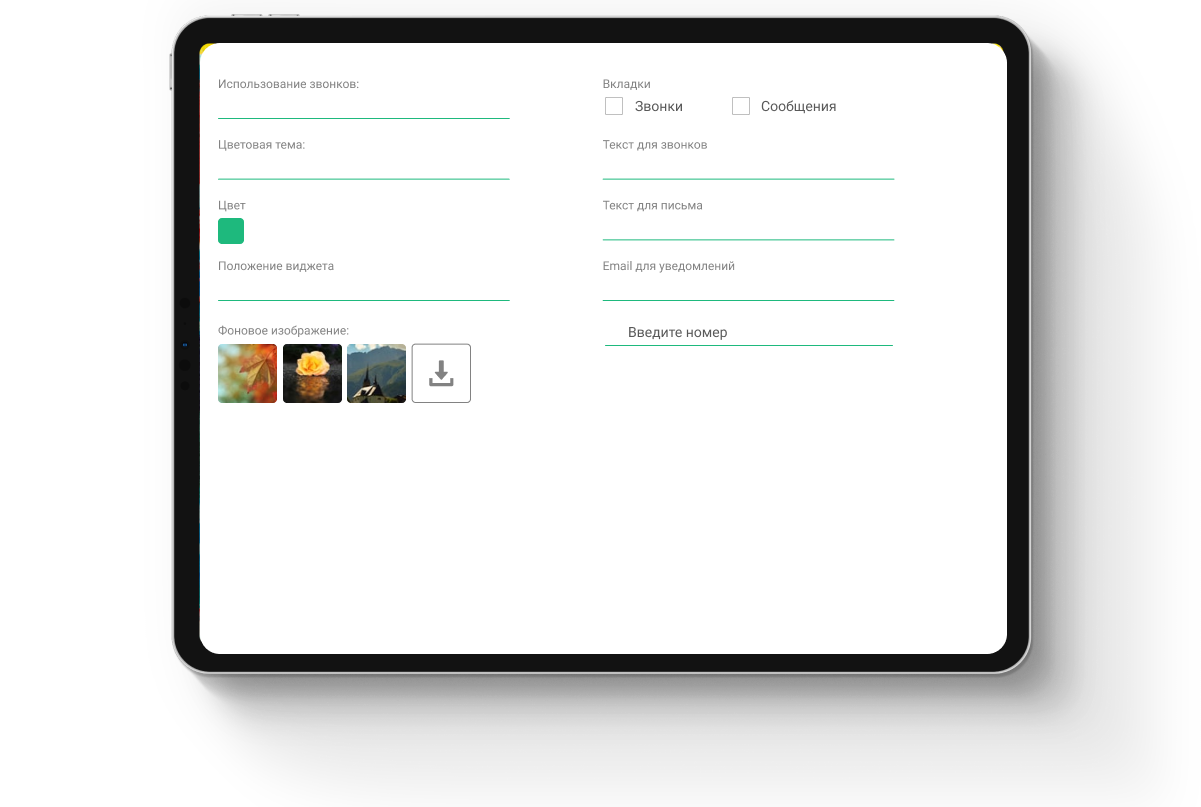 Использование звонков:
Цветовая тема:
Цвет
Положение виджета
Фоновое изображение:
Вкладки
Звонки
Сообщения
Текст для звонков
Текст для письма
Email для уведомлений
Введите номер